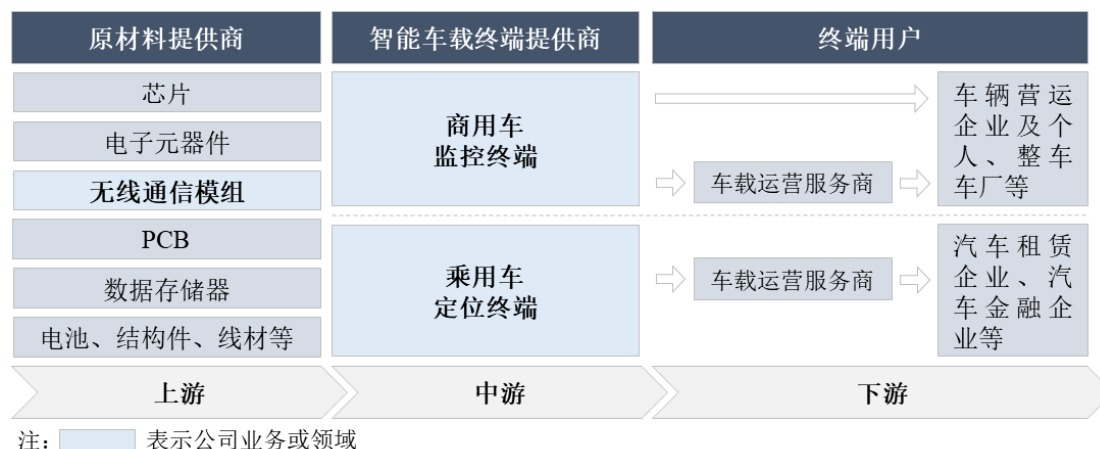 原材料提供商
智能车载终端提供商
终端用户
芯片
电子元器件
无线通信模组
PCB
数据存储器
电池、结构件、线材等
商用车
监控终端
乘用车
定位终端
车载运营服务商
车辆营运
企业及个
人、整车
车厂等
车载运营服务商
汽车租赁
企业、汽
车金融企
业等
上游
中游
下游
注：表示公司业务或领域